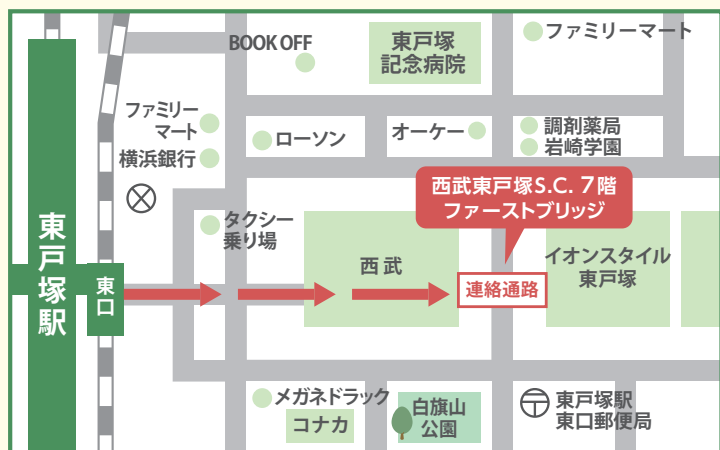 BOOK OFF
東戸塚
記念病院
ファミリーマート
ファミリー
マート
横浜銀行
ローソン
オーケー
調剤薬局
岩崎学園
西武東戸塚S.C. 7階
ファーストブリッジ
タクシー
乗り場
東戸塚駅
東口
西武
連絡通路
イオンスタイル
東戸塚
メガネドラック
コナカ
白旗山
公園
東戸塚駅
東口郵便局